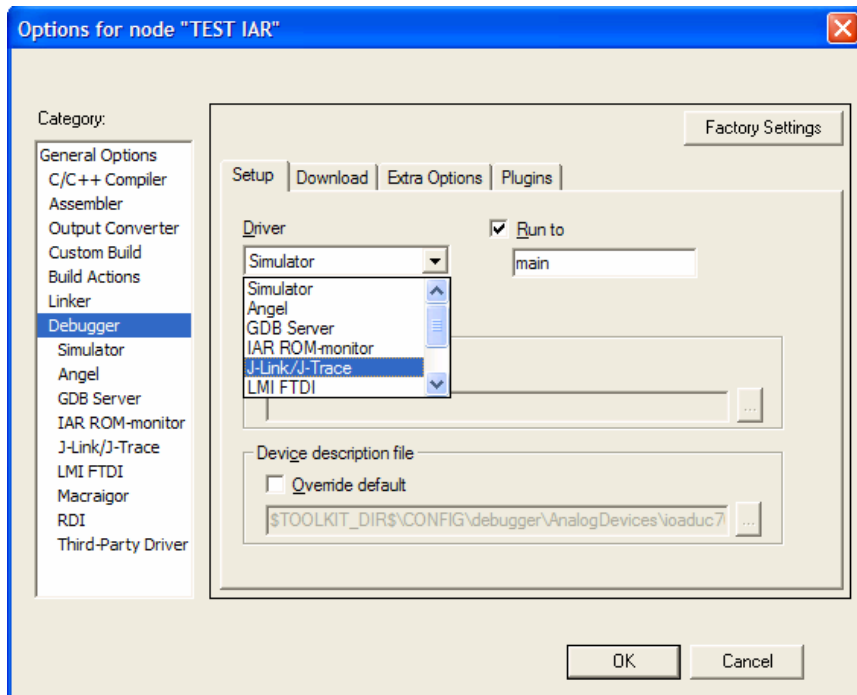 Options for node "TEST IAR"
Category:
General Options
C/C++ Compiler
Assembler
Output Converter
Custom Build
Build Actions
Linker
Debugger
Simulator
Angel
GDB Server
IAR ROM-monitor
J-Link/J-Trace
LMI FTDI
Macraigor
RDI
Third-Party Driver
Factory Settings
Setup Download Extra Options Plugins
Driver
Simulator
Simulator
Angel
GDB Server
IAR ROM-monitor
J-Link/J-Trace
LMI FTDI
Run to
main
...
Device description file
Override default
$TOOLKIT_DIR$\CONFIG\debugger\AnalogDevices\ioaduc7 ...
OK Cancel